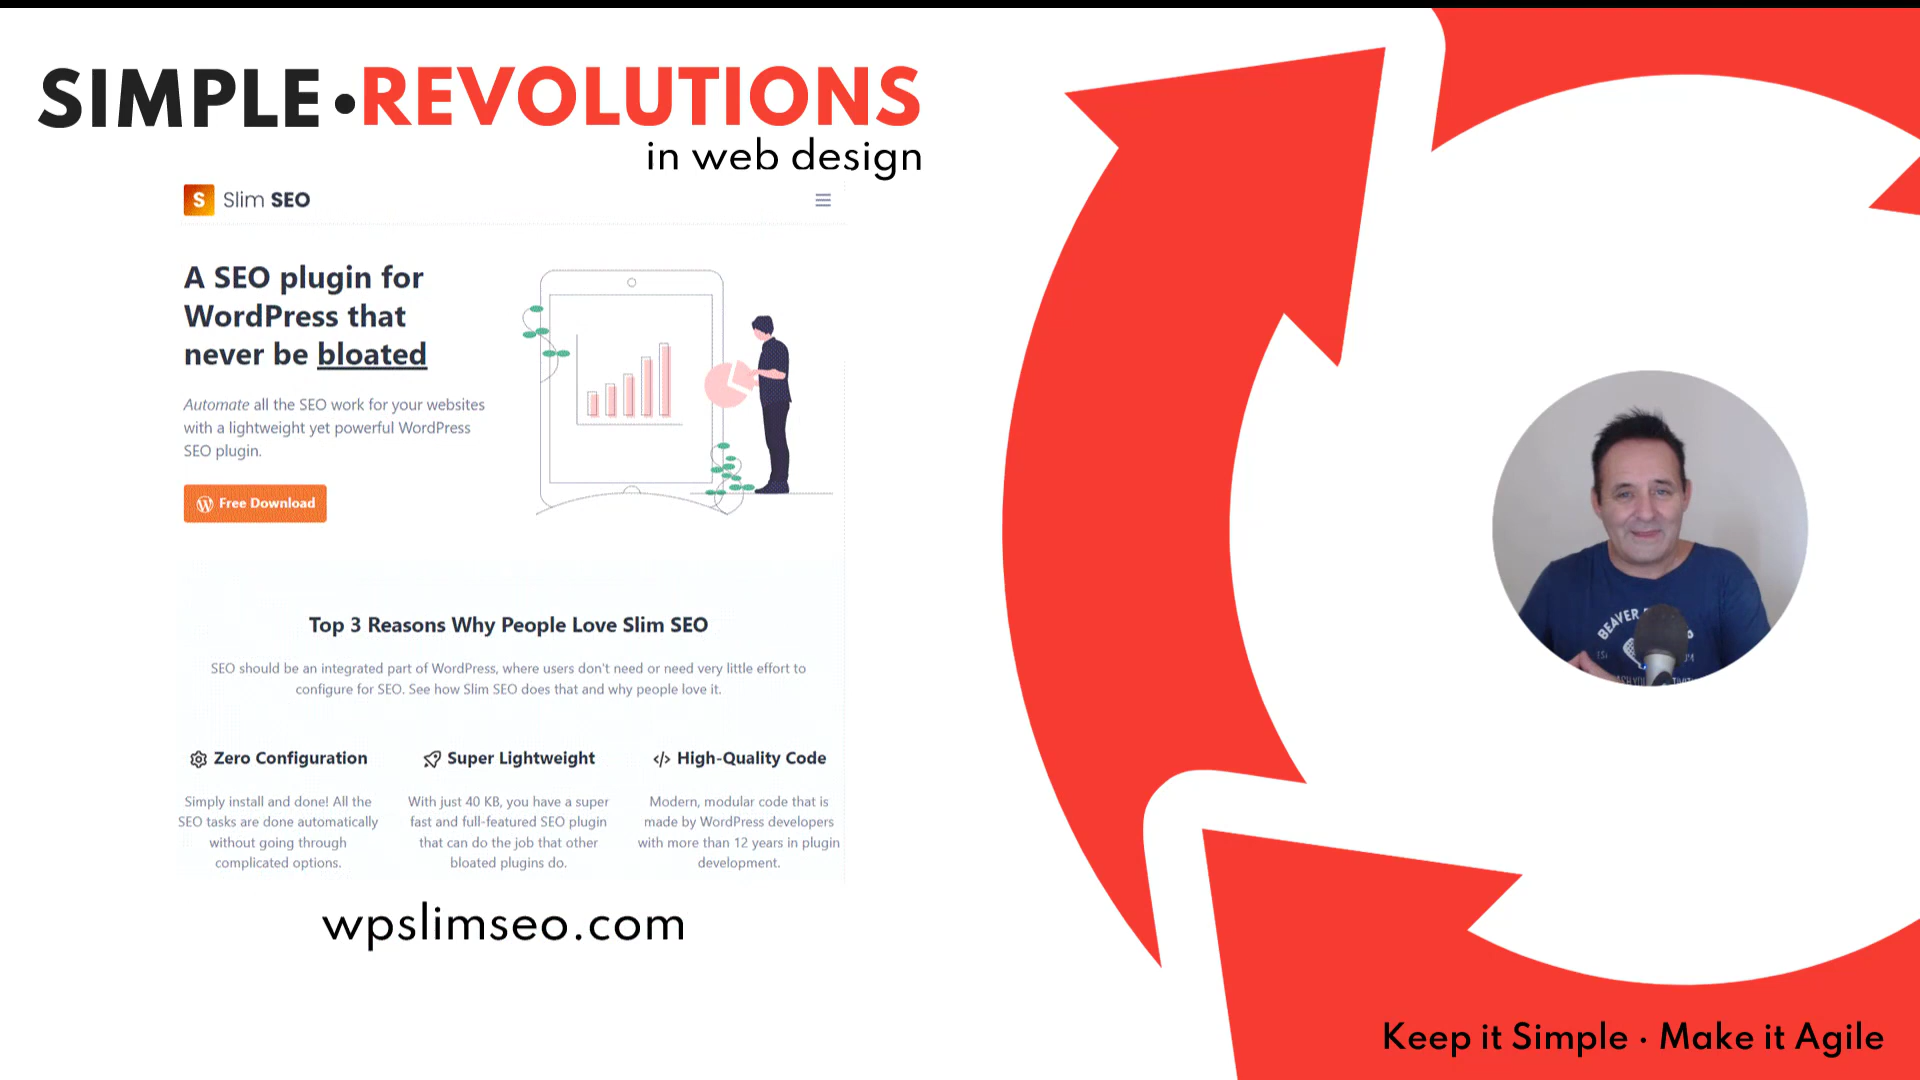 SIMPLE•REVOLUTIONS
in web design
S Slim SEO
A SEO plugin for
WordPress that
never be bloated
Automate all the SEO work for your websites
with a lightweight yet powerful WordPress
SEO plugin.
Free Download
Top 3 Reasons Why People Love Slim SEO
SEO should be an integrated part of WordPress, where users don't need or need very little effort to
configure for SEO. See how Slim SEO does that and why people love it.
Zero Configuration
Simply install and done! All the
SEO tasks are done automatically
without going through
complicated options.
Super Lightweight
With just 40 KB, you have a super
fast and full-featured SEO plugin
that can do the job that other
bloated plugins do.
</> High-Quality Code
Modern, modular code that is
made by WordPress developers
with more than 12 years in plugin
development.
wpslimseo.com
BEAVER
Keep it Simple • Make it Agile